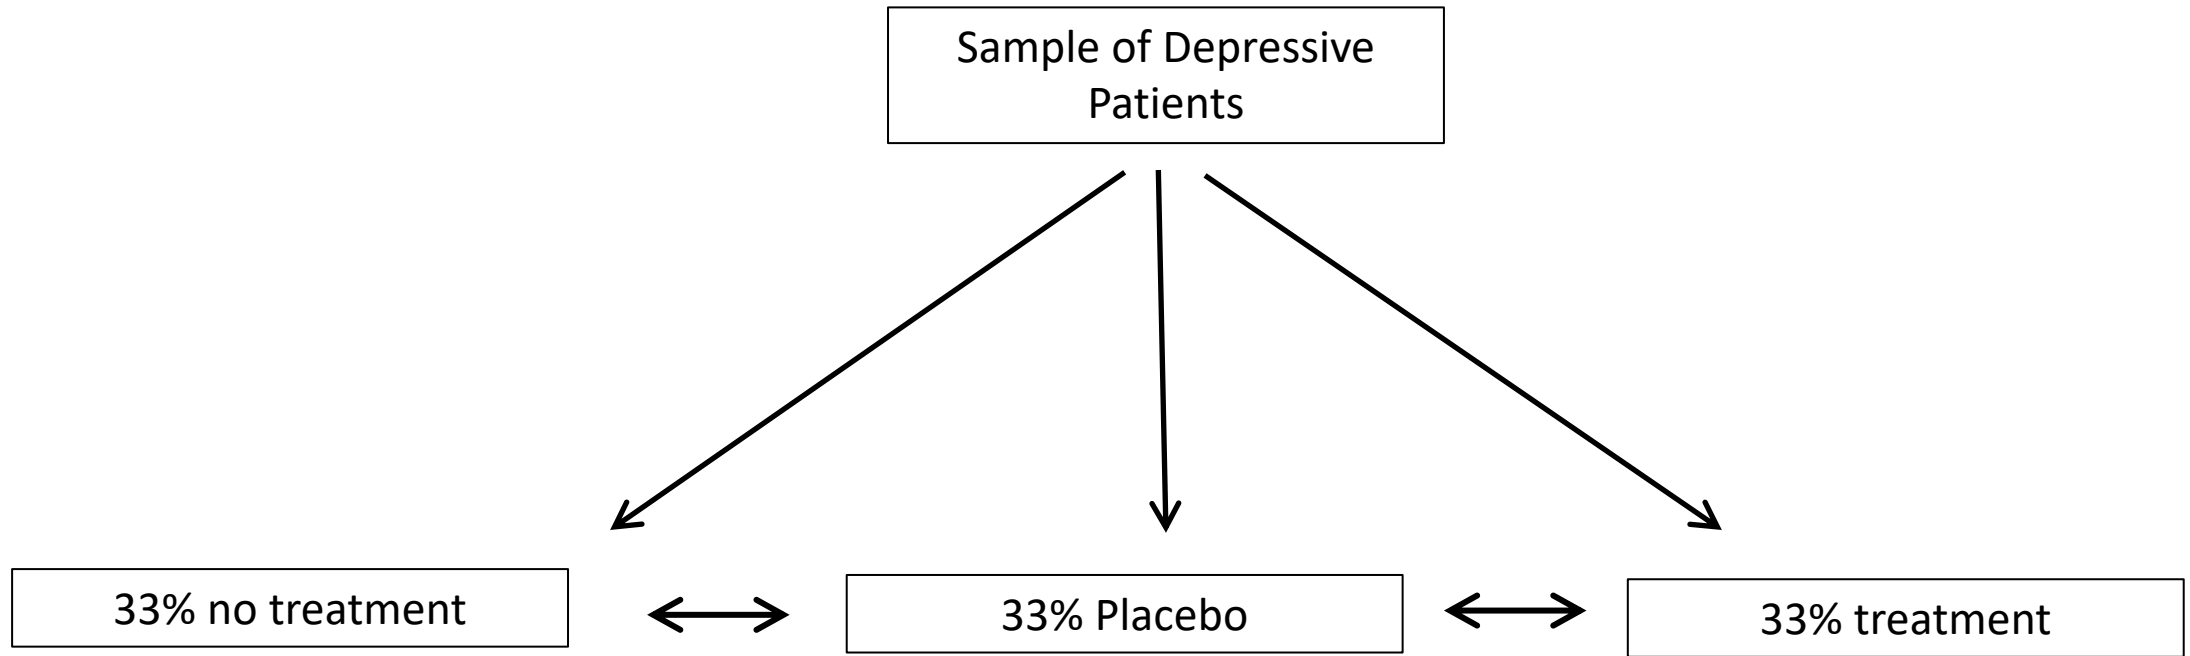 Sample of Depressive
Patients
33% no treatment
33% Placebo
33% treatment